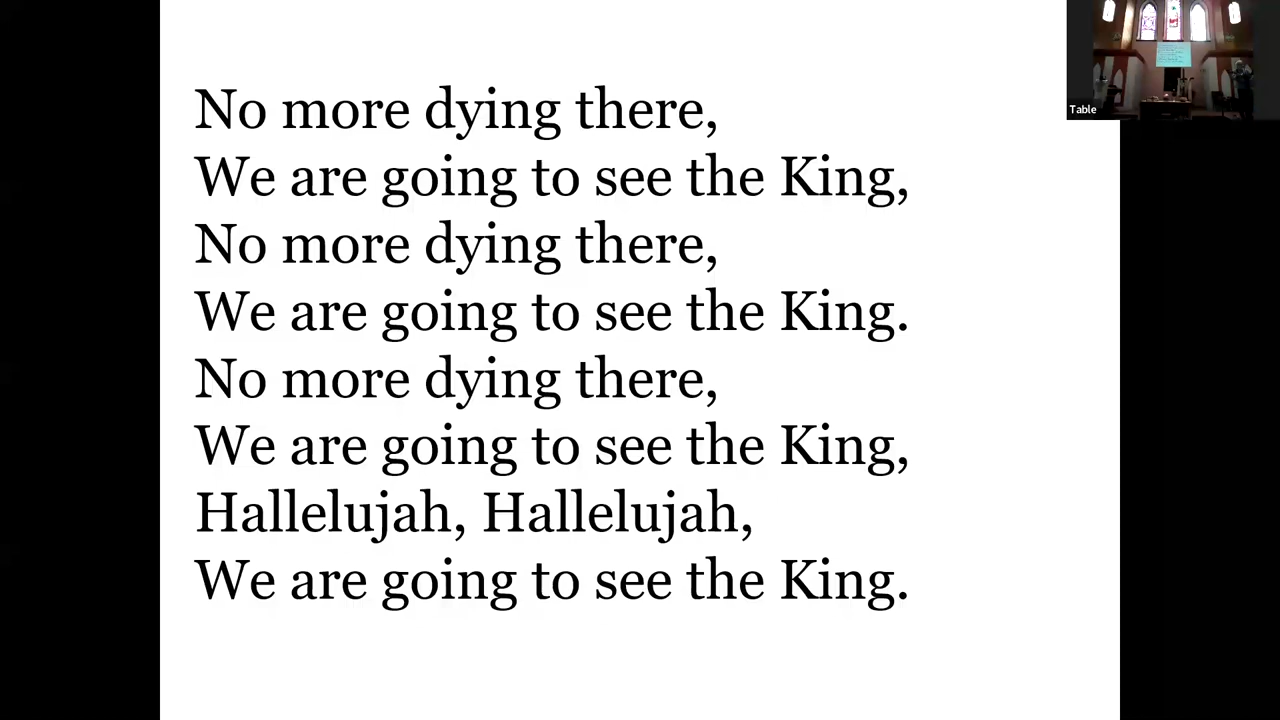 No more dying there,
We are going to see the King,
No more dying there,
We are going to see the King.
No more dying there,
We are going to see the King,
Hallelujah, Hallelujah,
We are going to see the King.
Table